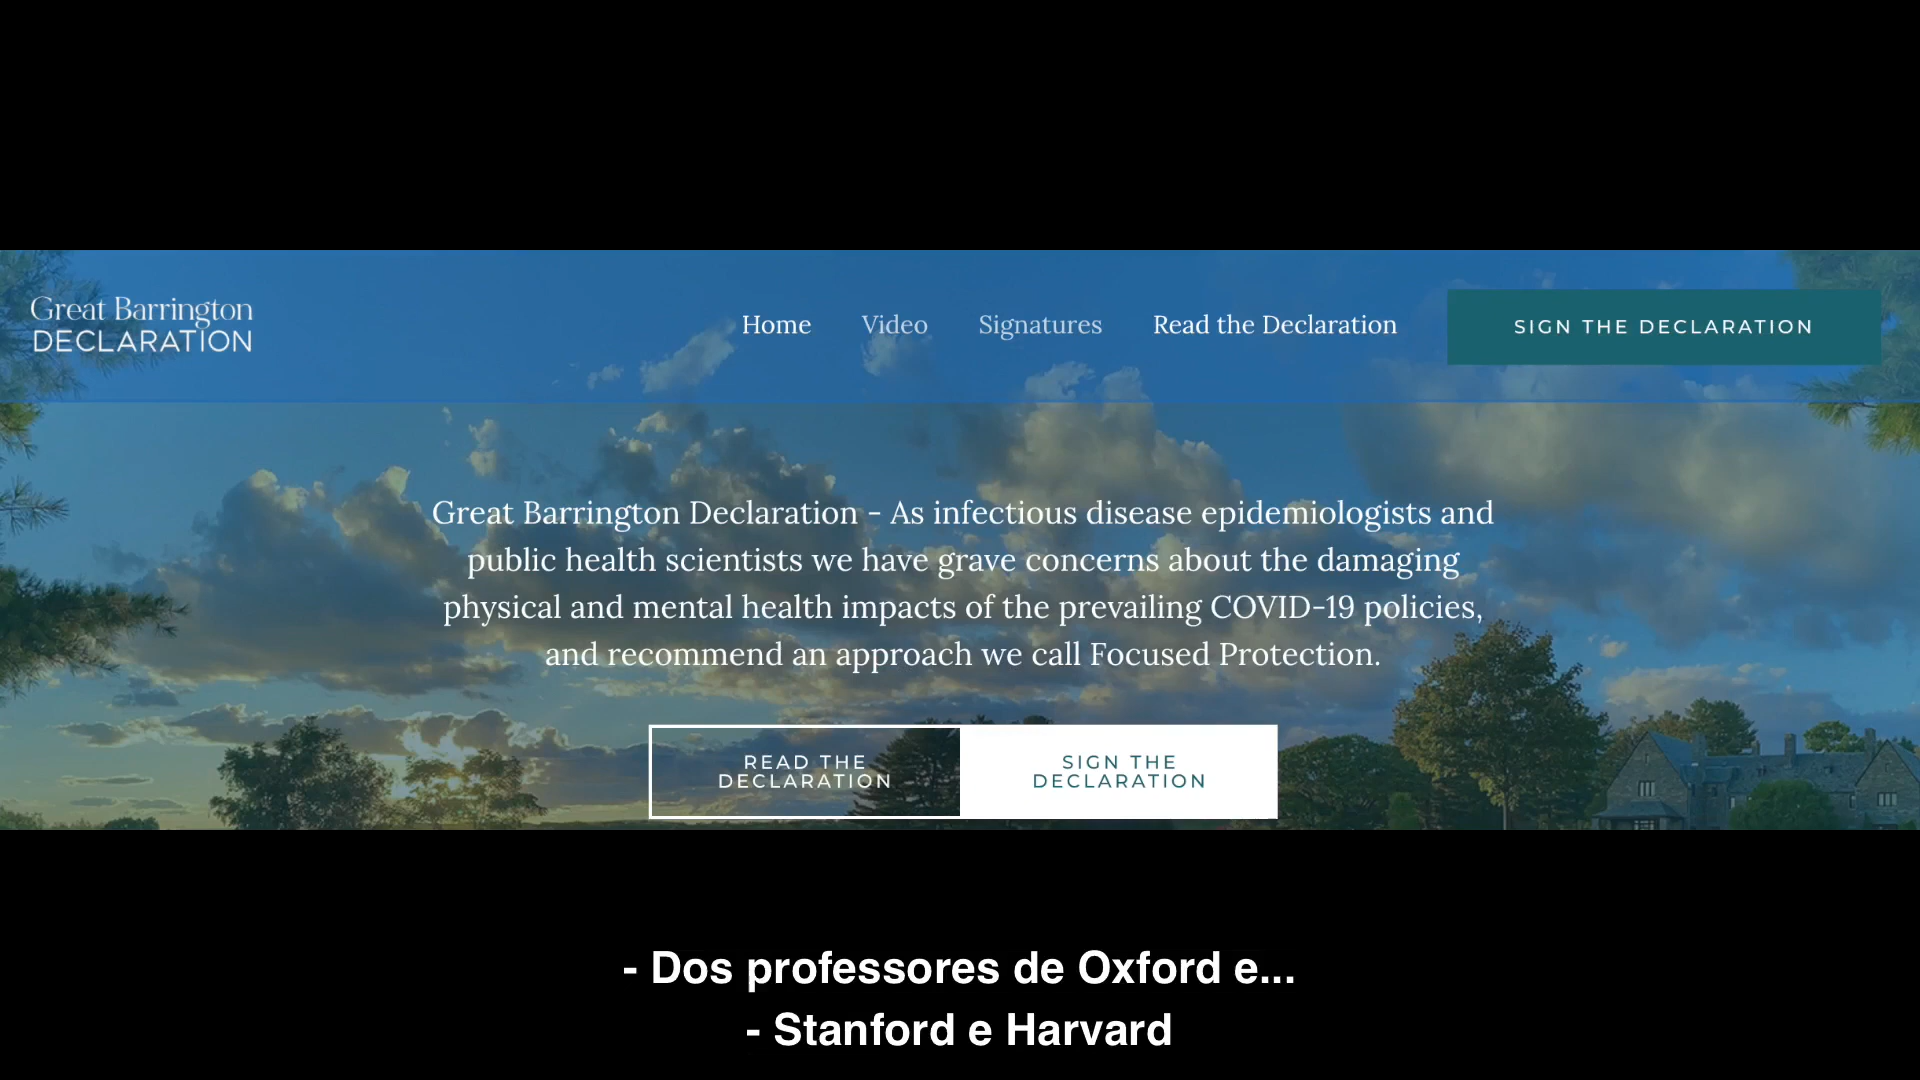 Great Barrington
DECLARATION
Home
Video
Signatures
Read the Declaration
SIGN THE DECLARATION
Great Barrington Declaration – As infectious disease epidemiologists and
public health scientists we have grave concerns about the damaging
physical and mental health impacts of the prevailing COVID-19 policies,
and recommend an approach we call Focused Protection.
READ THE
DECLARATION
SIGN THE
DECLARATION
- Dos professores de Oxford e...
- Stanford e Harvard